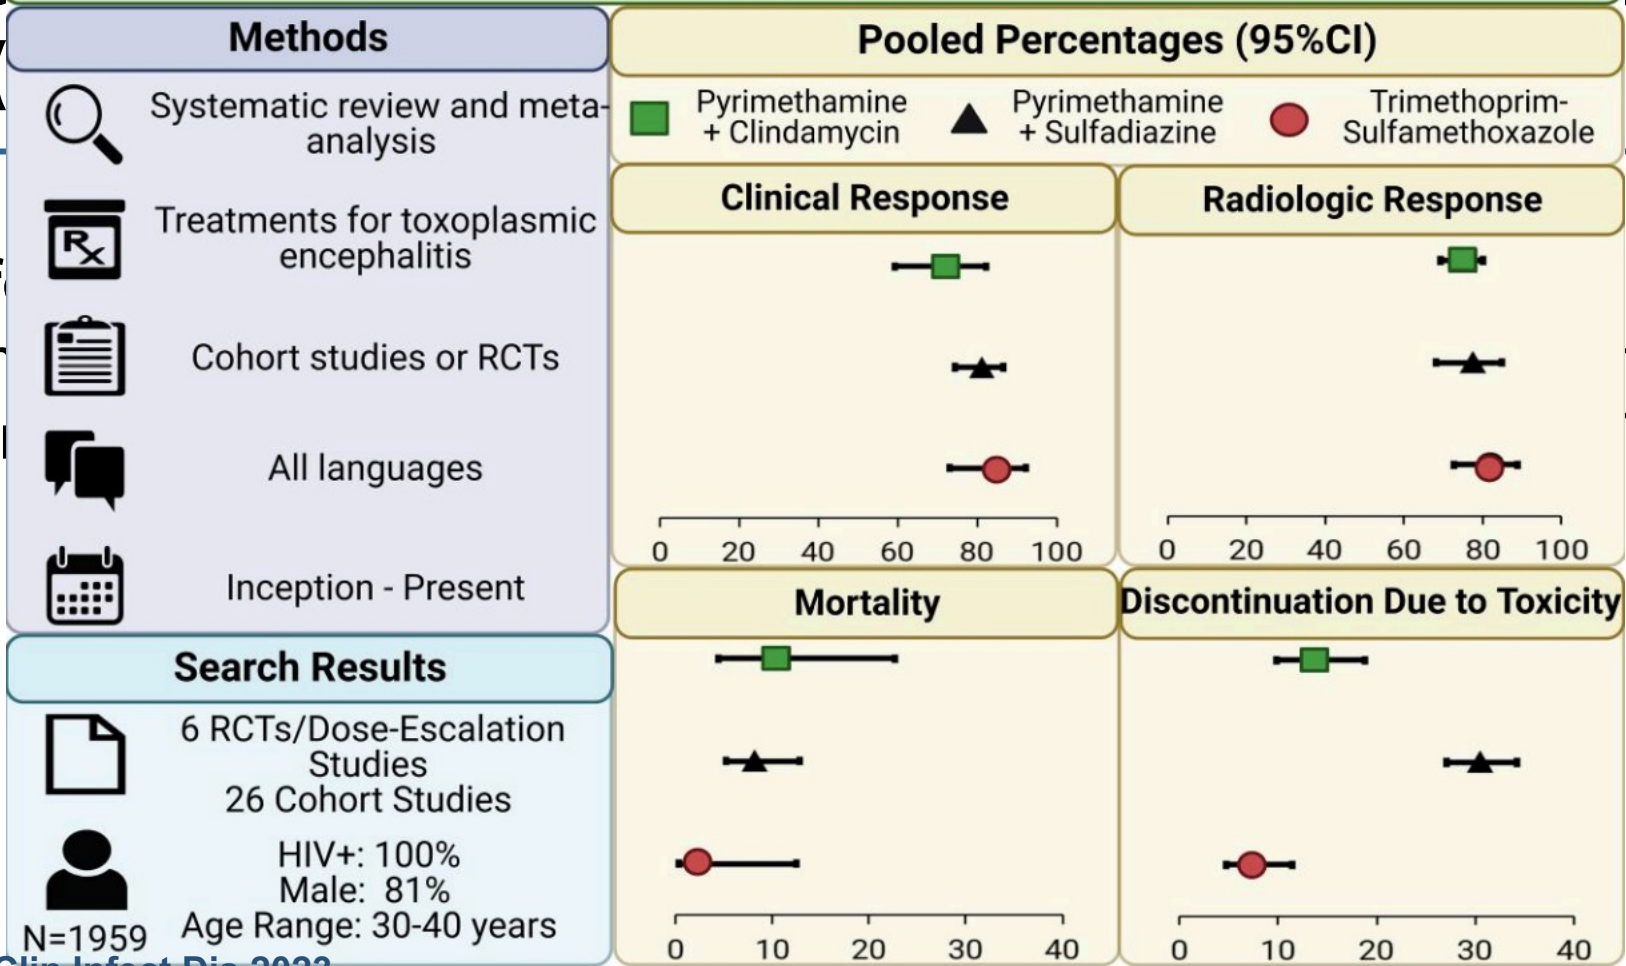 Methods
Systematic review and meta-
analysis
Treatments for toxoplasmic
encephalitis
Cohort studies or RCTs
All languages
Inception - Present
Search Results
6 RCTs/Dose-Escalation
Studies
26 Cohort Studies
HIV+: 100%
Male: 81%
Age Range: 30-40 years
N=1959
Pooled Percentages (95%CI)
Pyrimethamine
+ Clindamycin
Pyrimethamine
+ Sulfadiazine
Trimethoprim-
Sulfamethoxazole
Clinical Response
0 20 40 60 80 100
Radiologic Response
0 20 40 60 80 100
Mortality
0 10 20 30 40
Discontinuation Due to Toxicity
0 10 20 30 40
Clin Infect Dis 2023